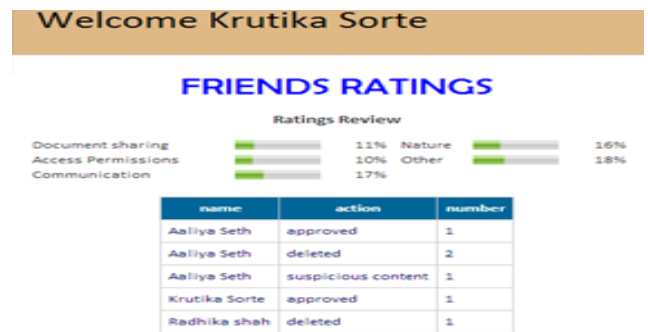 Welcome Krutika Sorte
FRIENDS RATINGS
Ratings Review
Document sharing 11% Nature 16%
Access Permissions 10% Other 18%
Communication 17%
name action number
Aaliya Seth approved 1
Aaliya Seth deleted 2
Aaliya Seth suspicious content 1
Krutika Sorte approved 1
Radhika shah deleted 1